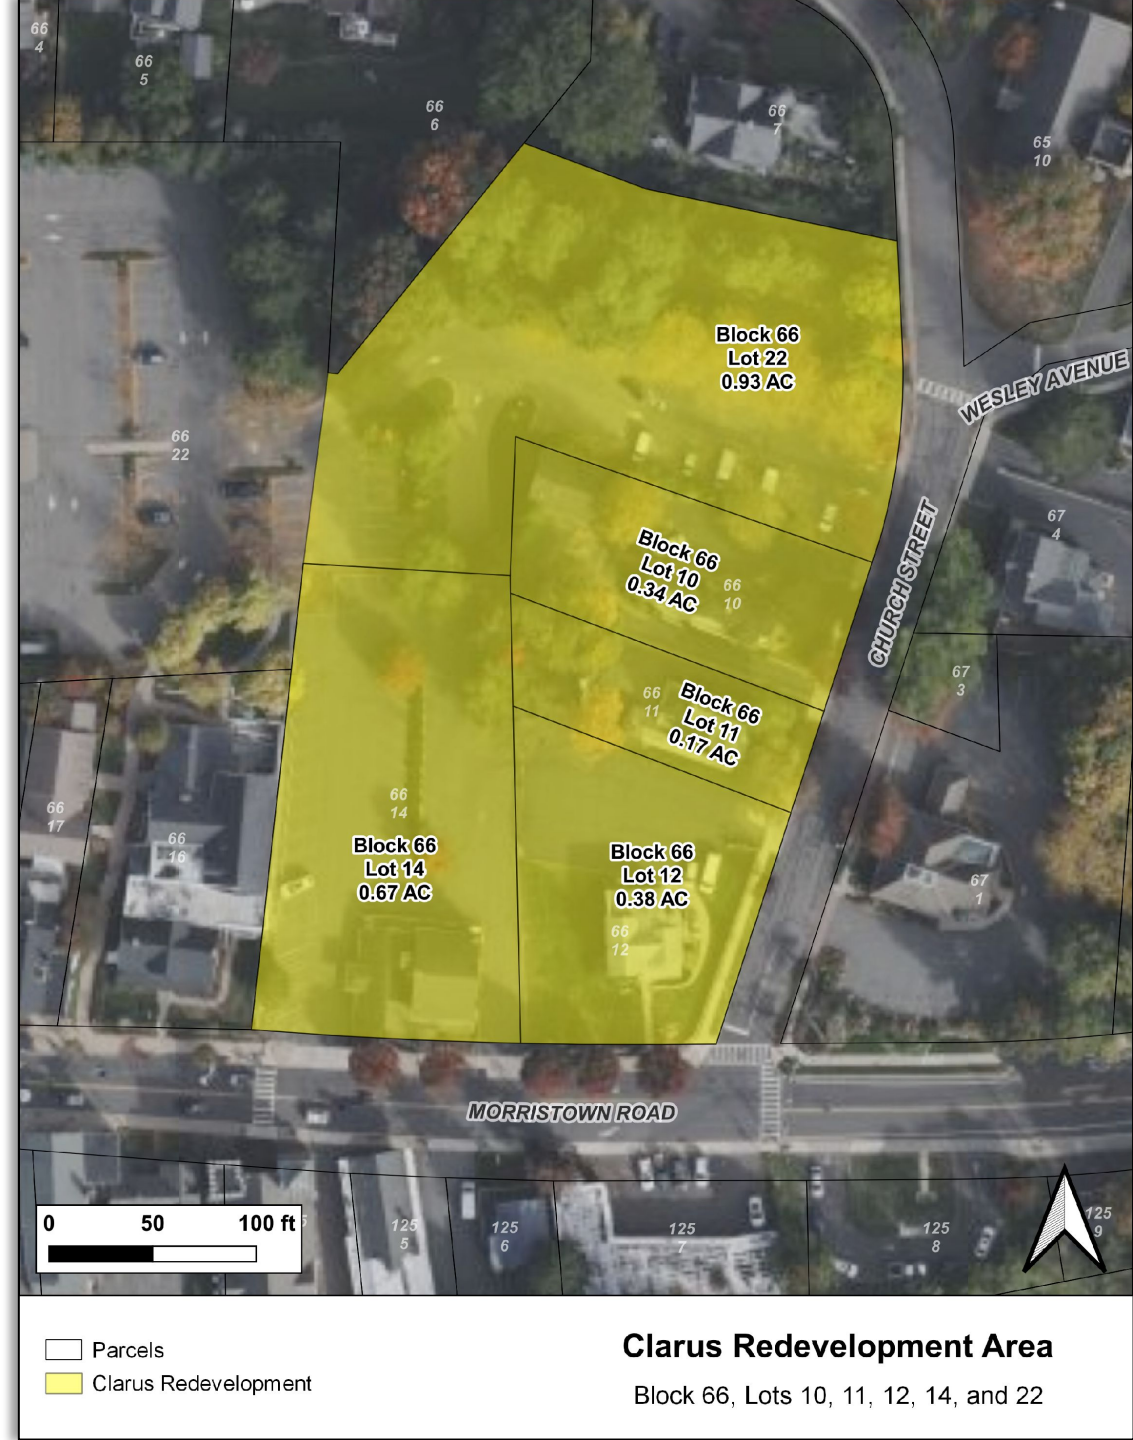 66
4
66
5
66
6
66
7
65
10
Block 66
Lot 22
0.93 AC
WESLEY AVENUE
66
22
67
4
Block 66
Lot 10
0.34 AC
66
10
CHURCH STREET
67
3
66
11
Block 66
Lot 11
0.17 AC
66
14
66
17
66
16
Block 66
Lot 14
0.67 AC
Block 66
Lot 12
0.38 AC
66
12
67
1
MORRISTOWN ROAD
0 50 100 ft
125
5
125
6
125
7
125
8
125
9
Parcels
Clarus Redevelopment
Clarus Redevelopment Area
Block 66, Lots 10, 11, 12, 14, and 22